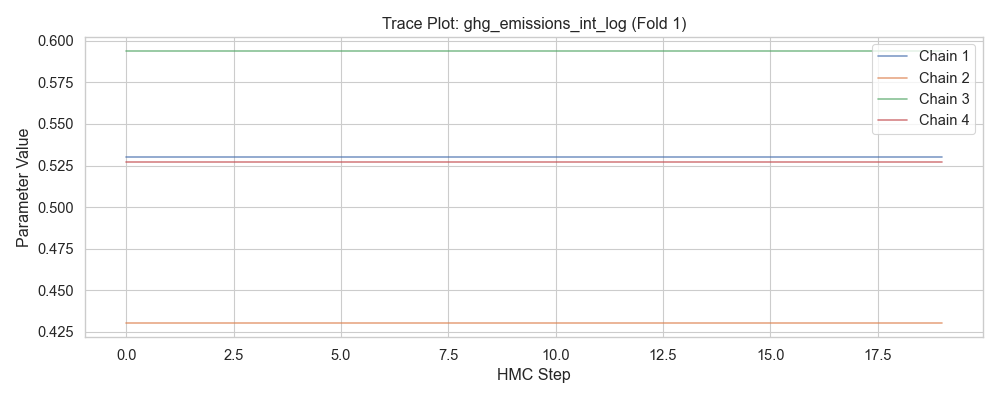 Trace Plot: ghg_emissions_int_log (Fold 1)
0.600
0.575
0.550
0.525
0.500
0.475
0.450
0.425
Parameter Value
Chain 1
Chain 2
Chain 3
Chain 4
0.0 2.5 5.0 7.5 10.0 12.5 15.0 17.5
HMC Step